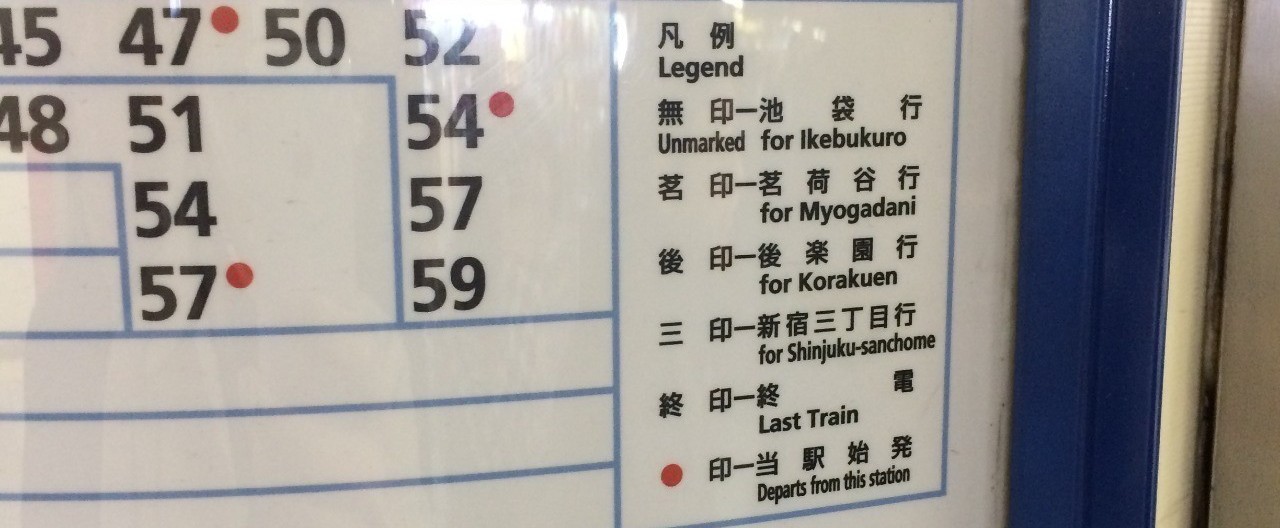 45 47● 50 52
48 51 54●
54 57
57● 59
凡例
Legend
無印ー池袋行
Unmarked for Ikebukuro
茗印ー茗荷谷行
for Myogadani
後印ー後楽園行
for Korakuen
三印ー新宿三丁目行
for Shinjuku-sanchome
終印ー終電
Last Train
●印ー当駅始発
Departs from this station